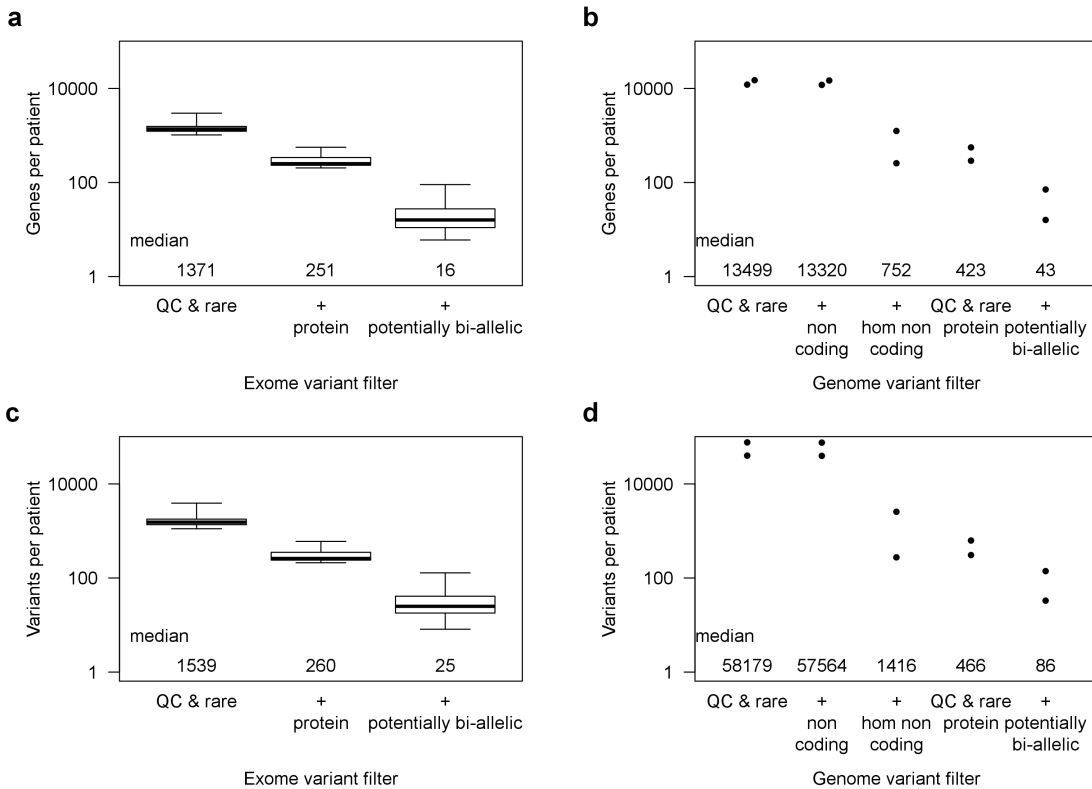 a
Genes per patient
10000
100
1
median
1371 251 16
QC & rare + +
protein potentially bi-allelic
Exome variant filter
b
Genes per patient
10000
100
1
median
13499 13320 752 423 43
QC & rare + + QC & rare +
non hom non protein potentially
coding coding bi-allelic
Genome variant filter
c
Variants per patient
10000
100
1
median
1539 260 25
QC & rare + +
protein potentially bi-allelic
Exome variant filter
d
Variants per patient
10000
100
1
median
58179 57564 1416 466 86
QC & rare + + QC & rare +
non hom non protein potentially
coding coding bi-allelic
Genome variant filter